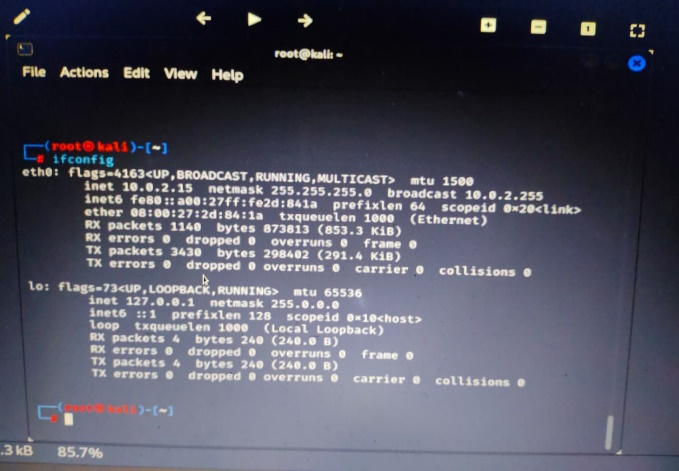 1
root@kali: ~
File Actions Edit View Help
┌──(root㉿kali)-[~]
└─# ifconfig
eth0: flags=4163<UP,BROADCAST,RUNNING,MULTICAST> mtu 1500
inet 10.0.2.15 netmask 255.255.255.0 broadcast 10.0.2.255
inet6 fe80::a00:27ff:fe2d:841a prefixlen 64 scopeid 0×20<link>
ether 08:00:27:2d:84:1a txqueuelen 1000 (Ethernet)
RX packets 1140 bytes 873813 (853.3 KiB)
RX errors 0 dropped 0 overruns 0 frame 0
TX packets 3430 bytes 298402 (291.4 KiB)
TX errors 0 dropped 0 overruns 0 carrier 0 collisions 0
lo: flags=73<UP,LOOPBACK,RUNNING> mtu 65536
inet 127.0.0.1 netmask 255.0.0.0
inet6 ::1 prefixlen 128 scopeid 0×10<host>
loop txqueuelen 1000 (Local Loopback)
RX packets 4 bytes 240 (240.0 B)
RX errors 0 dropped 0 overruns 0 frame 0
TX packets 4 bytes 240 (240.0 B)
TX errors 0 dropped 0 overruns 0 carrier 0 collisions 0
┌──(root㉿kali)-[~]
└─#
.3 kB 85.7%